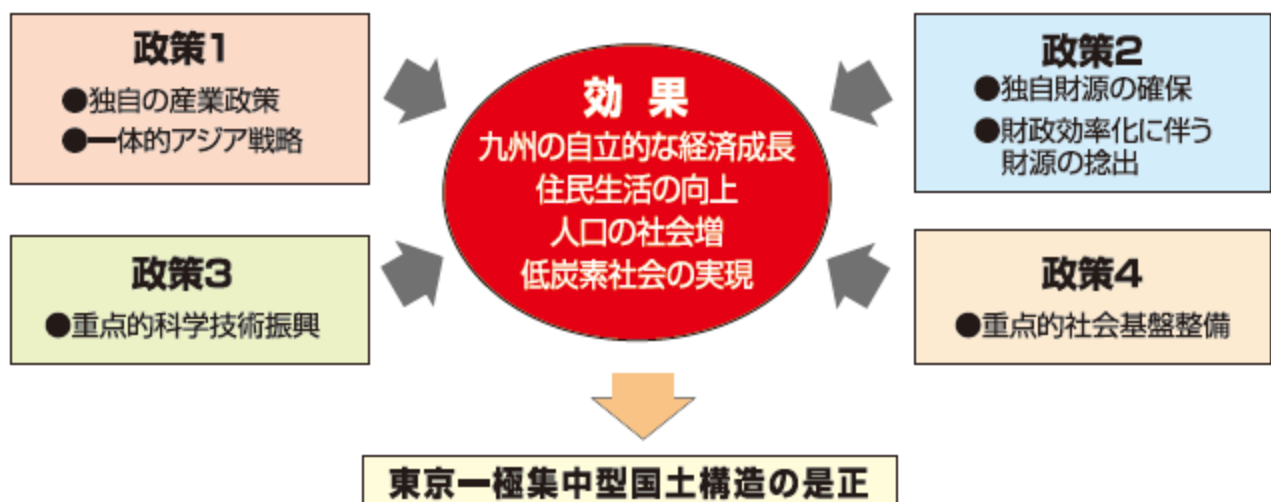 政策1
●独自の産業政策
●一体的アジア戦略
政策2
●独自財源の確保
●財政効率化に伴う
財源の捻出
効果
九州の自立的な経済成長
住民生活の向上
人口の社会増
低炭素社会の実現
政策3
●重点的科学技術振興
政策4
●重点的社会基盤整備
東京一極集中型国土構造の是正